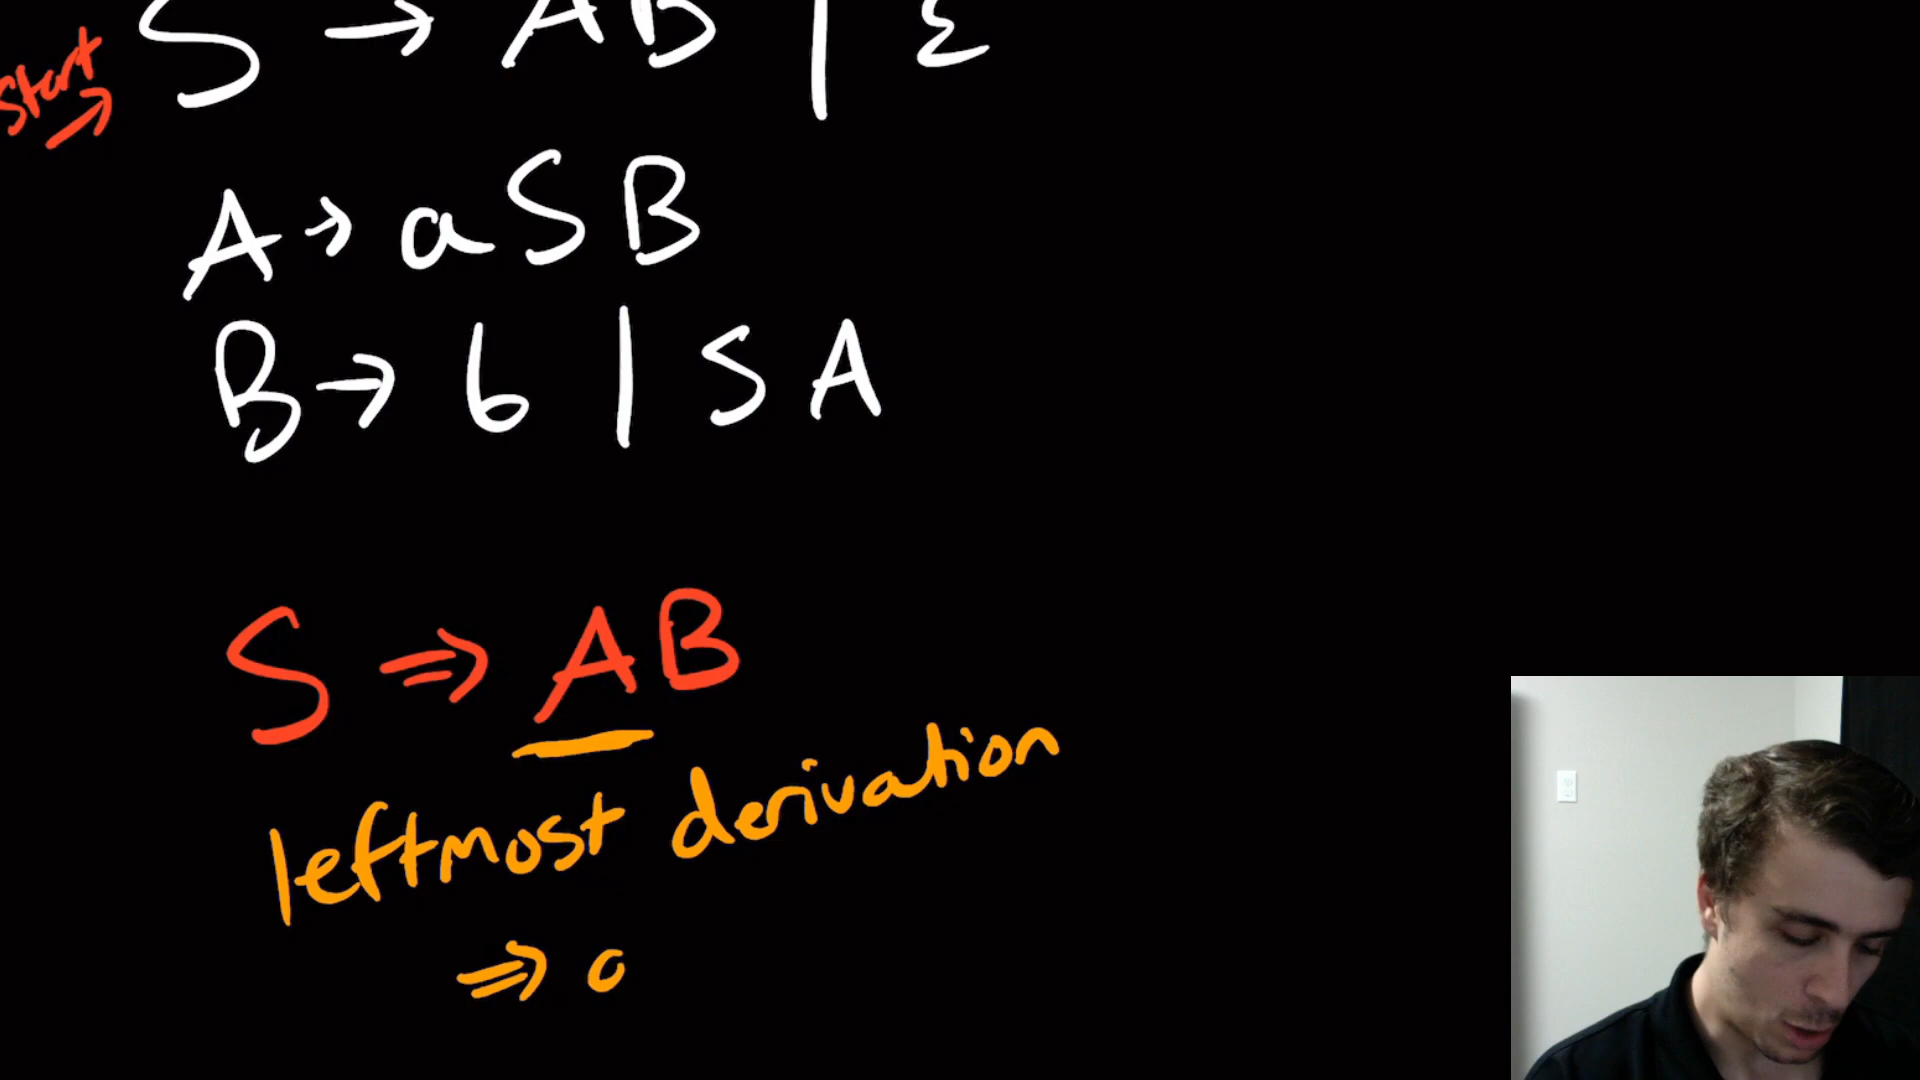 Start → S → AB | ε
A → aSB
B → b | SA
S ⇒ AB
leftmost derivation
⇒ a